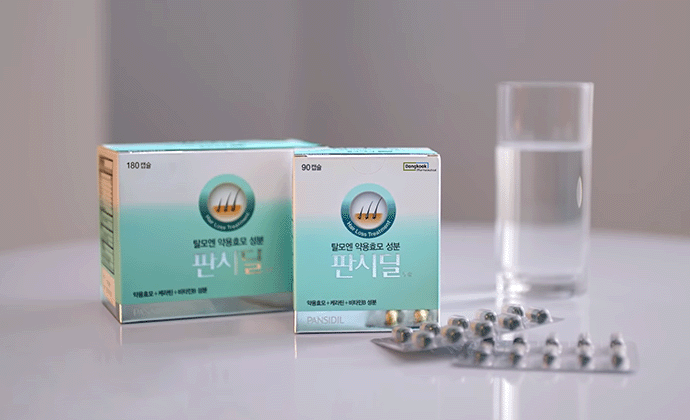 180 캡슐
Hair Loss Treatment
탈모엔 약용효모 성분
판시딜
약용효모 + 케라틴 + 비타민B 성분
90 캡슐
Dongkook
Pharmaceutical
Hair Loss Treatment
탈모엔 약용효모 성분
판시딜
약용효모 + 케라틴 + 비타민B 성분
PANSIDIL